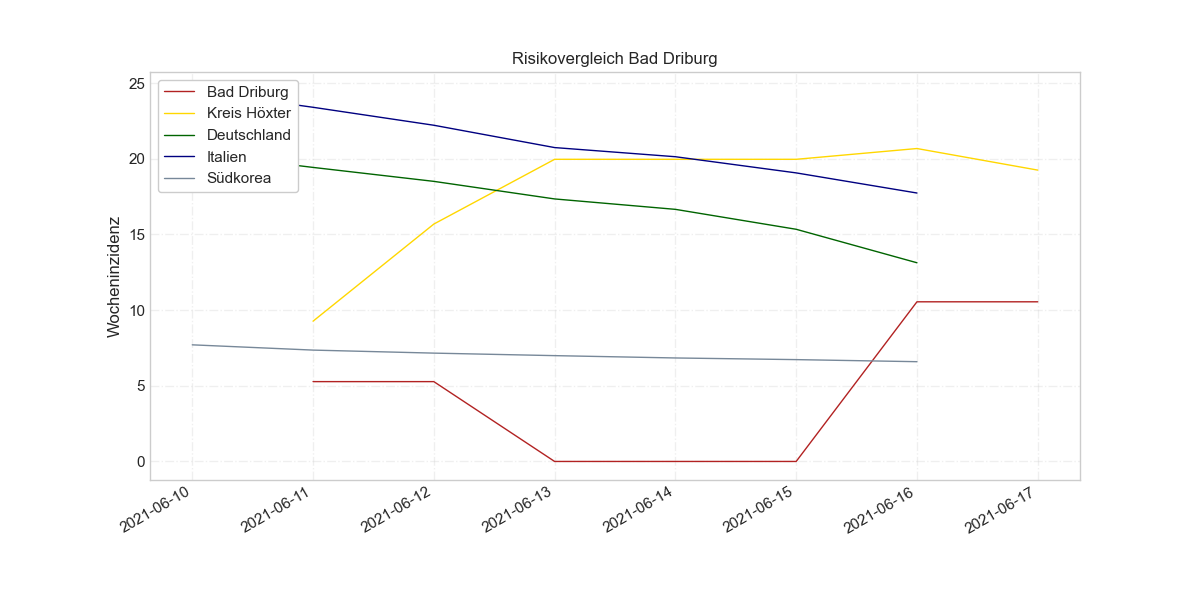 Risikovergleich Bad Driburg
Bad Driburg
Kreis Höxter
Deutschland
Italien
Südkorea
Wocheninzidenz
25
20
15
10
5
0
2021-06-10
2021-06-11
2021-06-12
2021-06-13
2021-06-14
2021-06-15
2021-06-16
2021-06-17